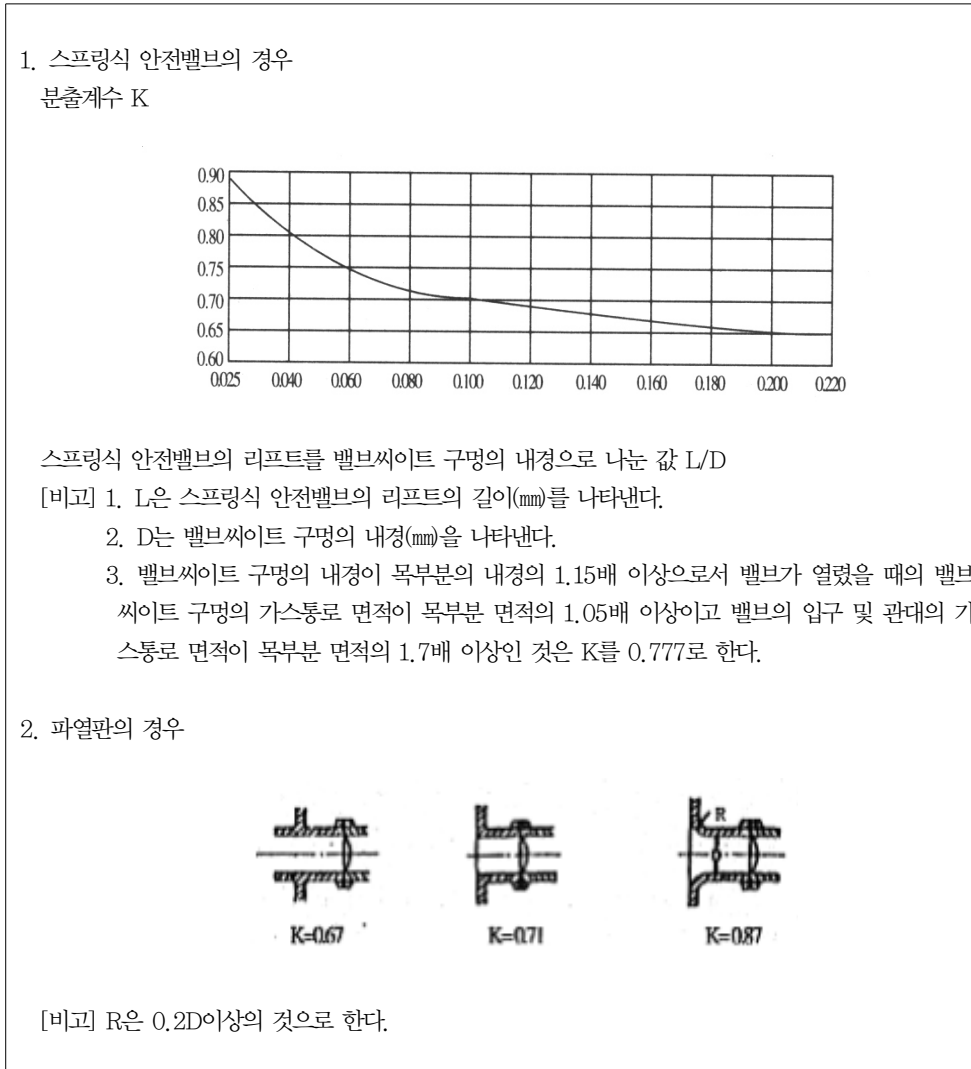 1. 스프링식 안전밸브의 경우
분출계수 K
0.90
0.85
0.80
0.75
0.70
0.65
0.60
0.025 0.040 0.060 0.080 0.100 0.120 0.140 0.160 0.180 0.200 0.220
스프링식 안전밸브의 리프트를 밸브씨이트 구멍의 내경으로 나눈 값 L/D
[비고] 1. L은 스프링식 안전밸브의 리프트의 길이(㎜)를 나타낸다.
2. D는 밸브씨이트 구멍의 내경(㎜)을 나타낸다.
3. 밸브씨이트 구멍의 내경이 목부분의 내경의 1.15배 이상으로서 밸브가 열렸을 때의 밸브
씨이트 구멍의 가스통로 면적이 목부분 면적의 1.05배 이상이고 밸브의 입구 및 관대의 가
스통로 면적이 목부분 면적의 1.7배 이상인 것은 K를 0.777로 한다.
2. 파열판의 경우
R
K=0.67 K=0.71 K=0.87
[비고] R은 0.2D이상의 것으로 한다.